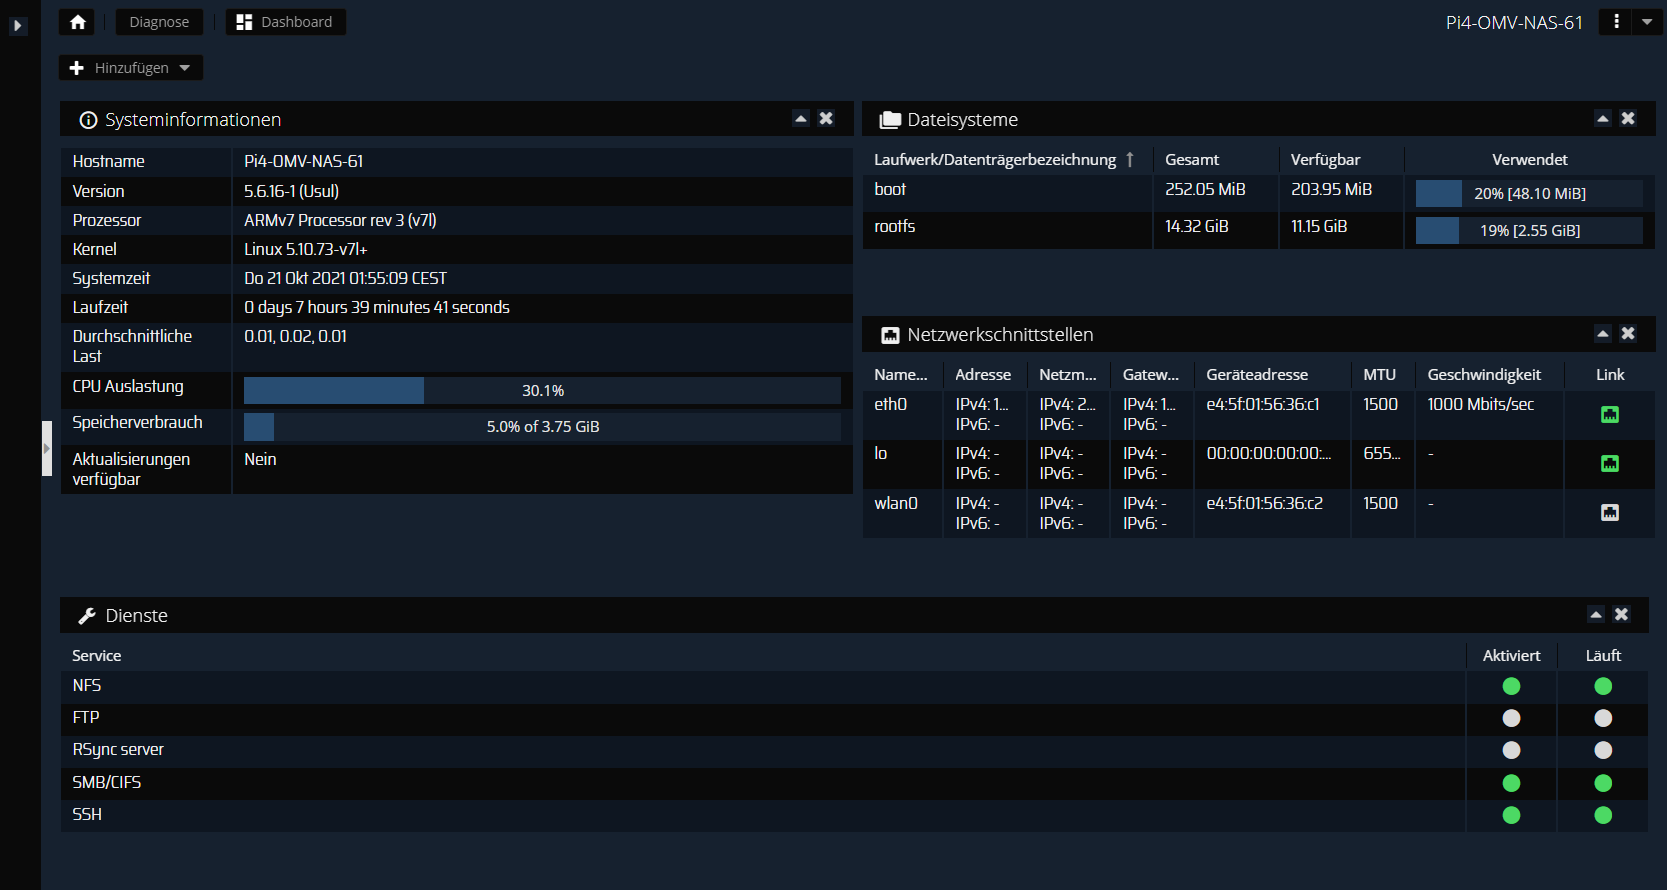 Diagnose
Dashboard
Pi4-OMV-NAS-61
Hinzufügen
Systeminformationen
Hostname Pi4-OMV-NAS-61
Version 5.6.16-1 (Usul)
Prozessor ARMv7 Processor rev 3 (v7l)
Kernel Linux 5.10.73-v7l+
Systemzeit Do 21 Okt 2021 01:55:09 CEST
Laufzeit 0 days 7 hours 39 minutes 41 seconds
Durchschnittliche Last 0.01, 0.02, 0.01
CPU Auslastung 30.1%
Speicherverbrauch 5.0% of 3.75 GiB
Aktualisierungen verfügbar Nein
Dateisysteme
Laufwerk/Datenträgerbezeichnung Gesamt Verfügbar Verwendet
boot 252.05 MiB 203.95 MiB 20% [48.10 MiB]
rootfs 14.32 GiB 11.15 GiB 19% [2.55 GiB]
Netzwerkschnittstellen
Name... Adresse Netzm... Gatew... Geräteadresse MTU Geschwindigkeit Link
eth0 IPv4: 1... IPv4: 2... IPv4: 1... e4:5f:01:56:36:c1 1500 1000 Mbits/sec
IPv6: - IPv6: - IPv6: -
lo IPv4: - IPv4: - IPv4: - 00:00:00:00:00:... 655... -
IPv6: - IPv6: - IPv6: -
wlan0 IPv4: - IPv4: - IPv4: - e4:5f:01:56:36:c2 1500 -
IPv6: - IPv6: - IPv6: -
Dienste
Service Aktiviert Läuft
NFS
FTP
RSync server
SMB/CIFS
SSH